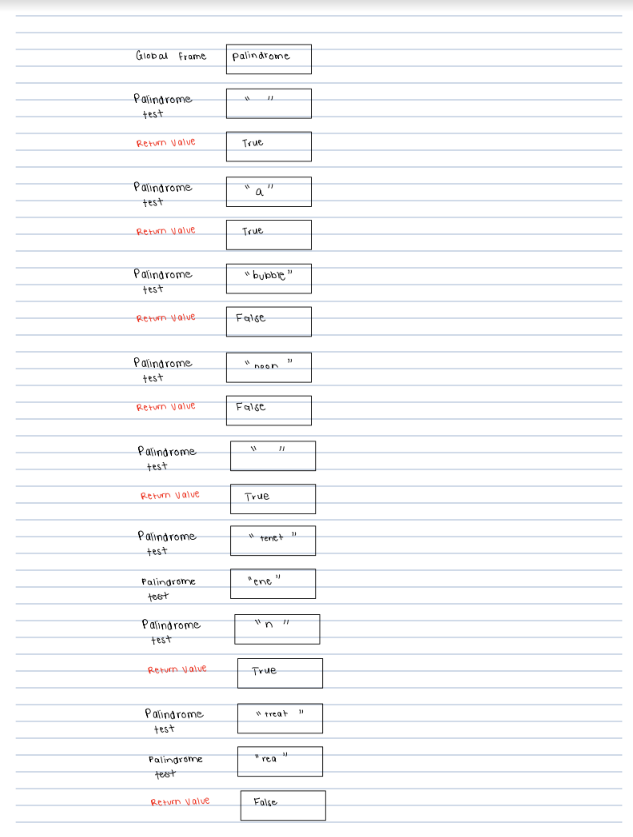 Global frame palindrome
Palindrome " "
test
Return Value True
Palindrome "a"
test
Return Value True
Palindrome "bubble"
test
Return Value False
Palindrome "noon"
test
Return Value False
Palindrome " "
test
Return Value True
Palindrome "tenet"
test
Palindrome "ene"
test
Palindrome "n"
test
Return Value True
Palindrome "treat"
test
Palindrome "rea"
test
Return Value False